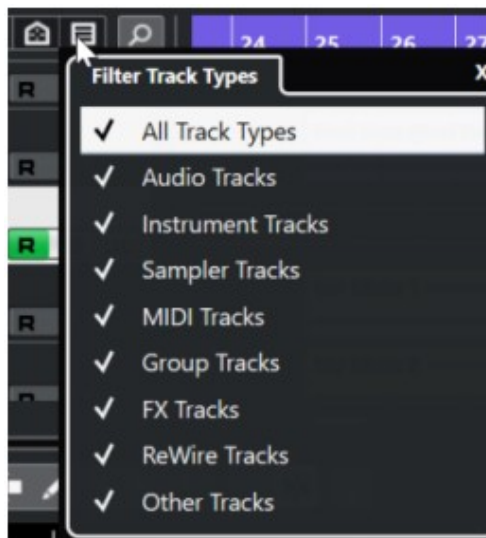 24 25 26 27
Filter Track Types X
R
All Track Types
R
Audio Tracks
Instrument Tracks
R
Sampler Tracks
R
MIDI Tracks
Group Tracks
FX Tracks
ReWire Tracks
Other Tracks